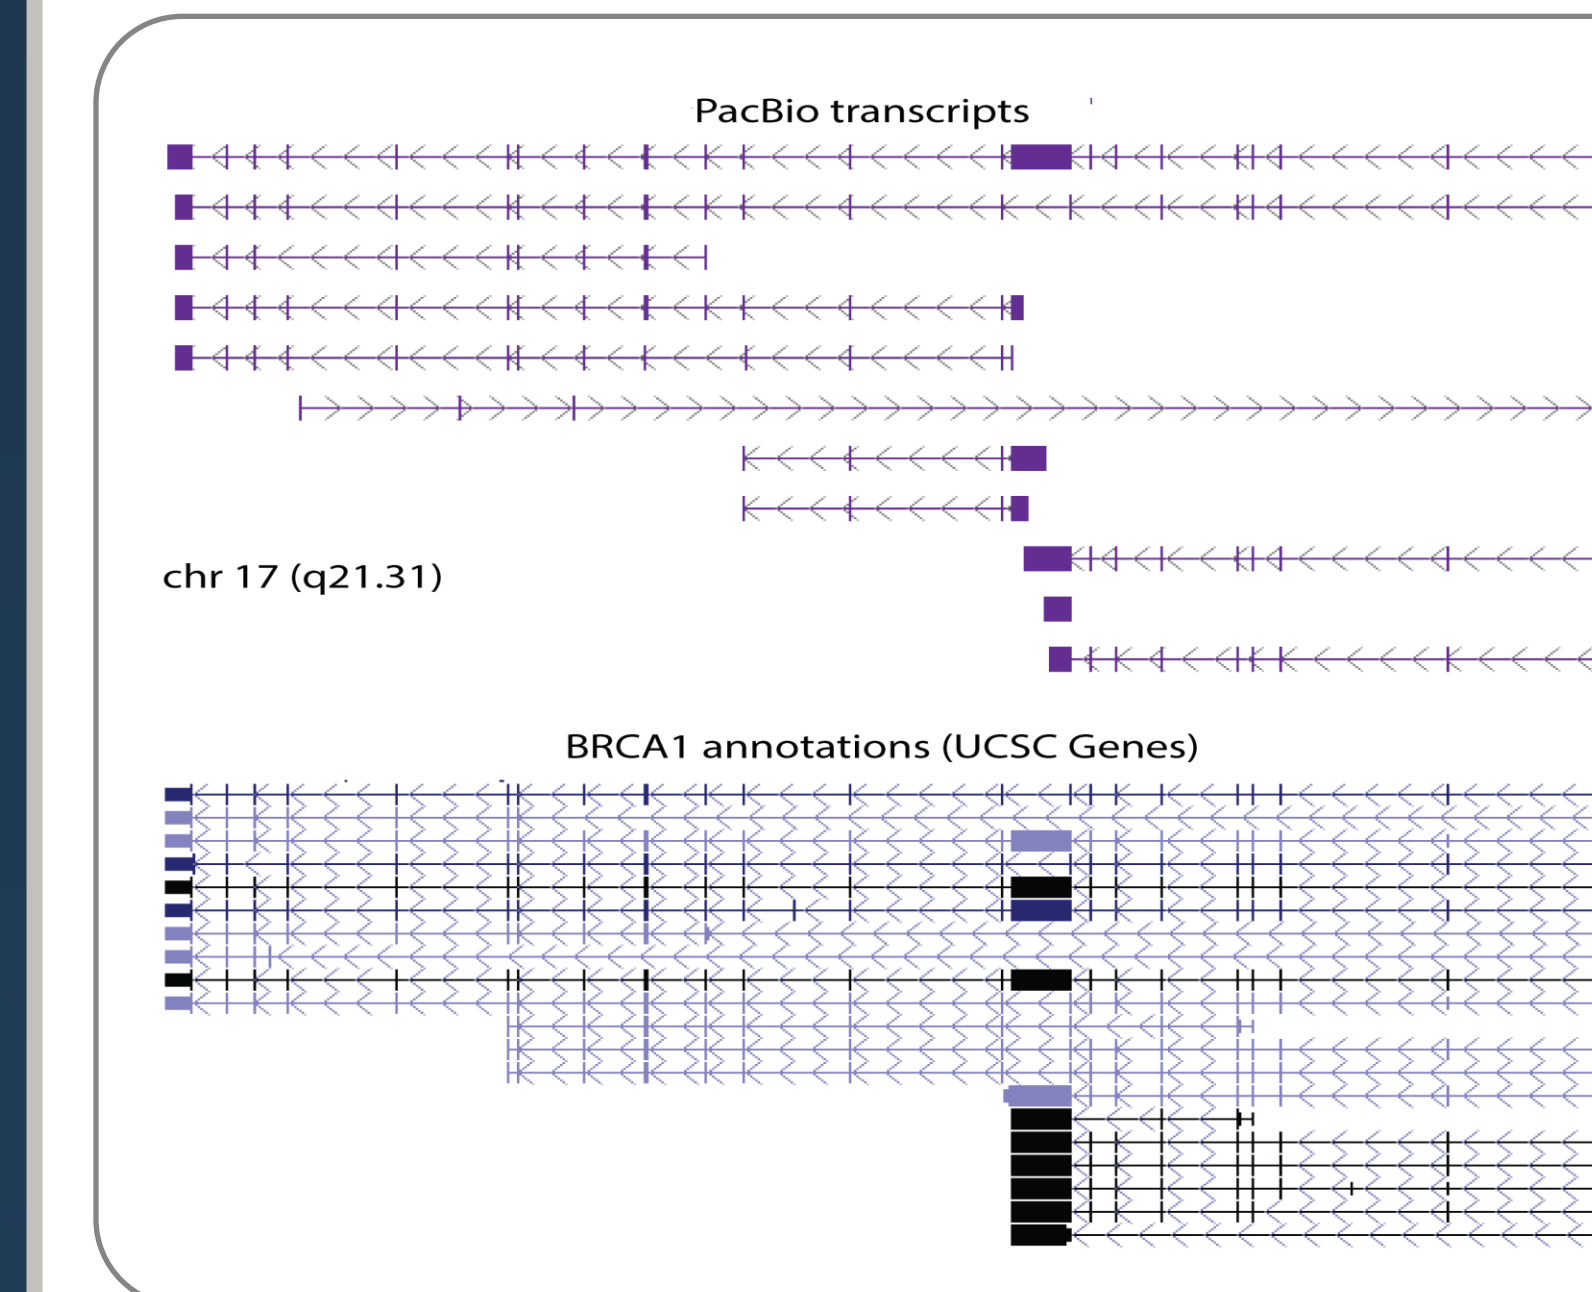 PacBio transcripts
chr 17 (q21.31)
BRCA1 annotations (UCSC Genes)